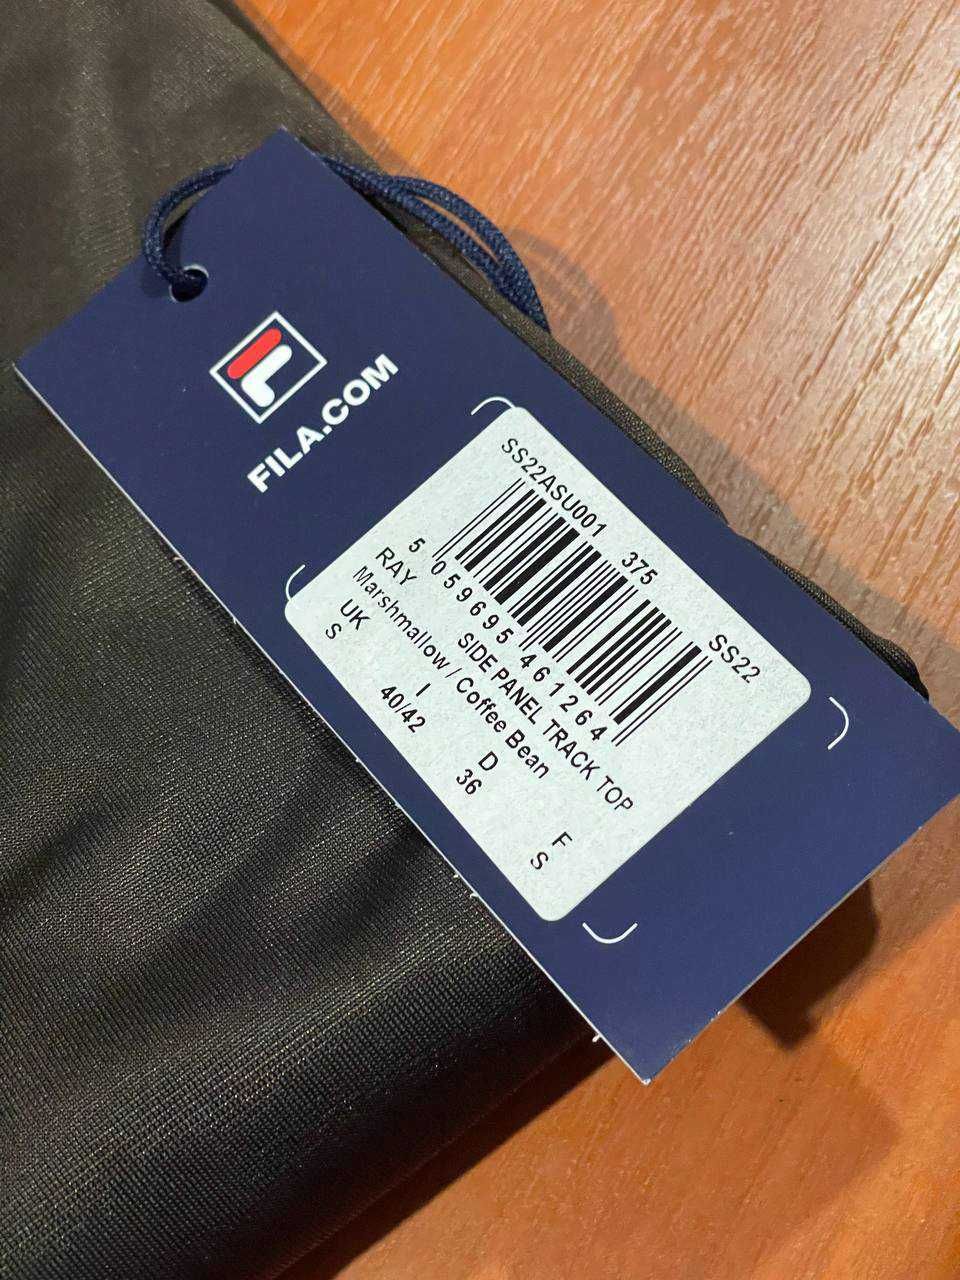 FILA.COM
SS22ASU001 375 SS22
5 059695 461264
RAY SIDE PANEL TRACK TOP
Marshmallow / Coffee Bean
UK I D F
S 40/42 36 S